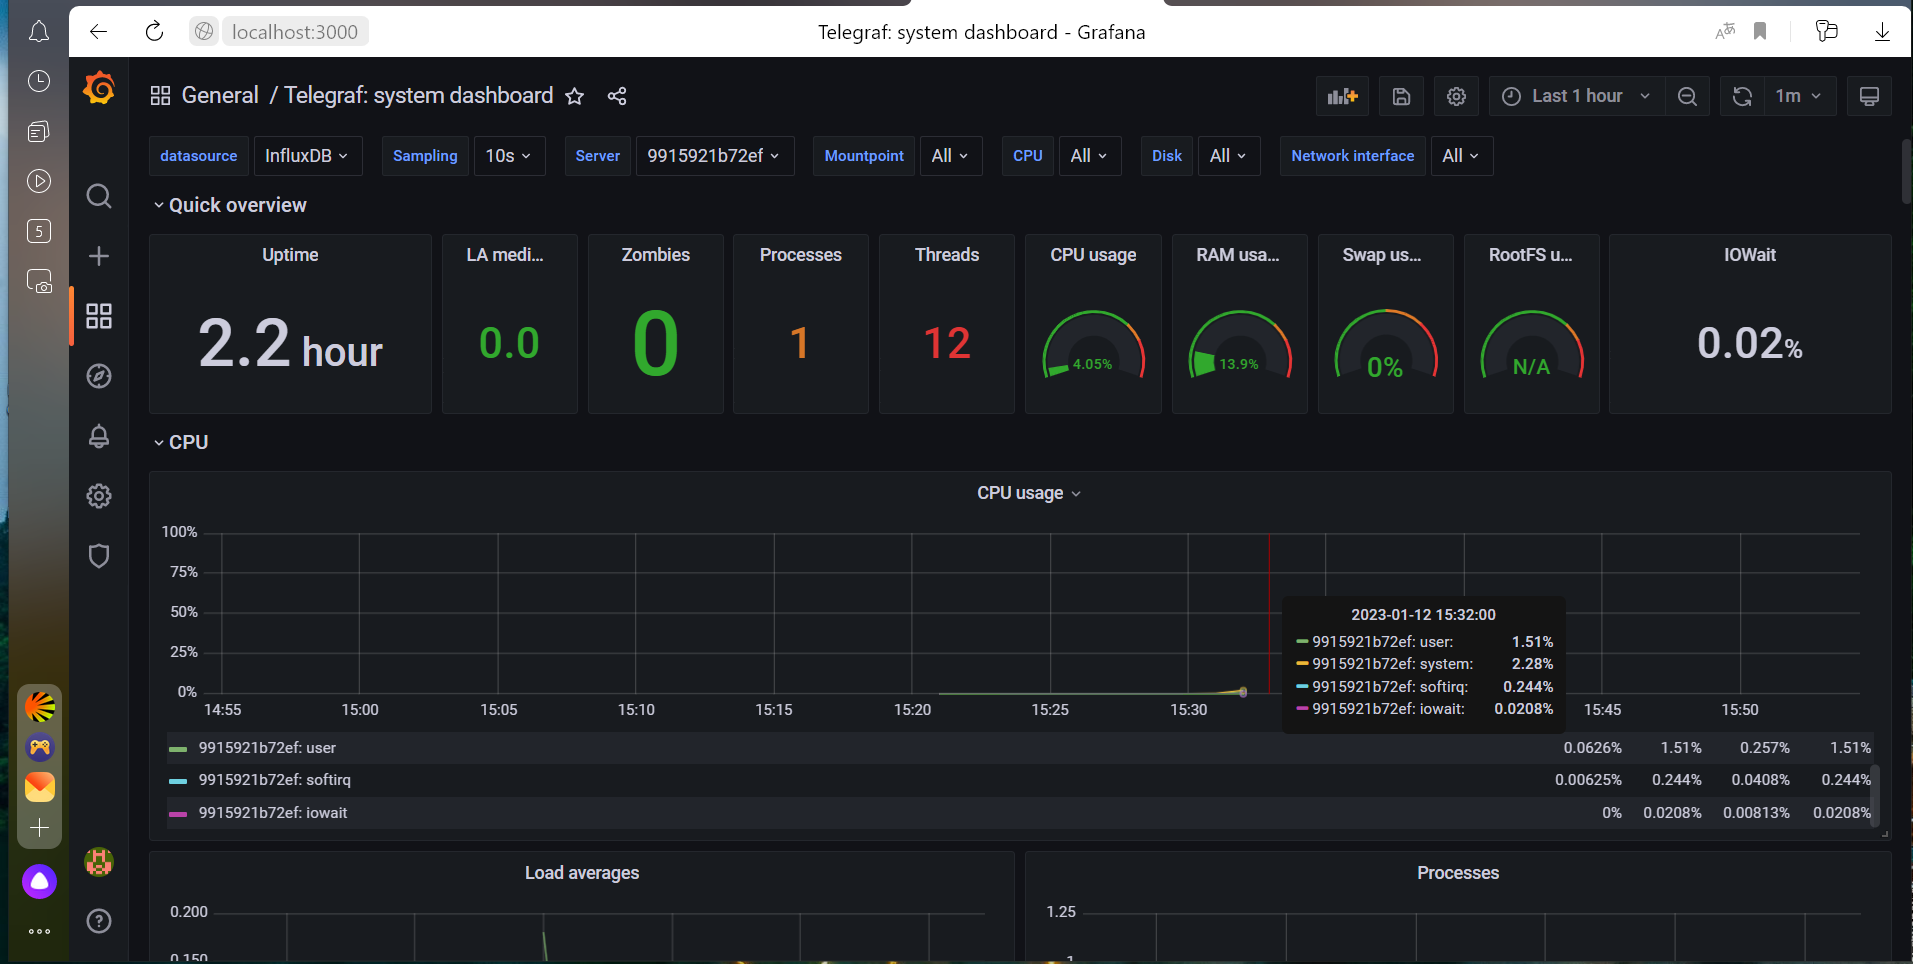 localhost:3000
Telegraf: system dashboard - Grafana
General / Telegraf: system dashboard
Last 1 hour
1m
datasource InfluxDB Sampling 10s Server 9915921b72ef Mountpoint All CPU All Disk All Network interface All
5
Quick overview
Uptime
2.2 hour
LA medi...
0.0
Zombies
0
Processes
1
Threads
12
CPU usage
4.05%
RAM usa...
13.9%
Swap us...
0%
RootFS u...
N/A
IOWait
0.02%
CPU
CPU usage
100%
75%
50%
25%
0%
14:55 15:00 15:05 15:10 15:15 15:20 15:25 15:30 15:45 15:50
2023-01-12 15:32:00
9915921b72ef: user: 1.51%
9915921b72ef: system: 2.28%
9915921b72ef: softirq: 0.244%
9915921b72ef: iowait: 0.0208%
9915921b72ef: user 0.0626% 1.51% 0.257% 1.51%
9915921b72ef: softirq 0.00625% 0.244% 0.0408% 0.244%
9915921b72ef: iowait 0% 0.0208% 0.00813% 0.0208%
Load averages
0.200
0.150
Processes
1.25
1